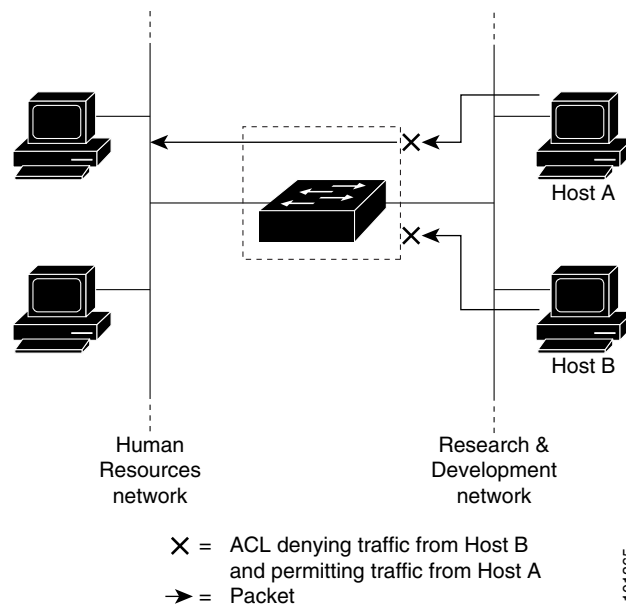 Host A
Host B
Human
Resources
network
Research &
Development
network
X = ACL denying traffic from Host B
and permitting traffic from Host A
= Packet